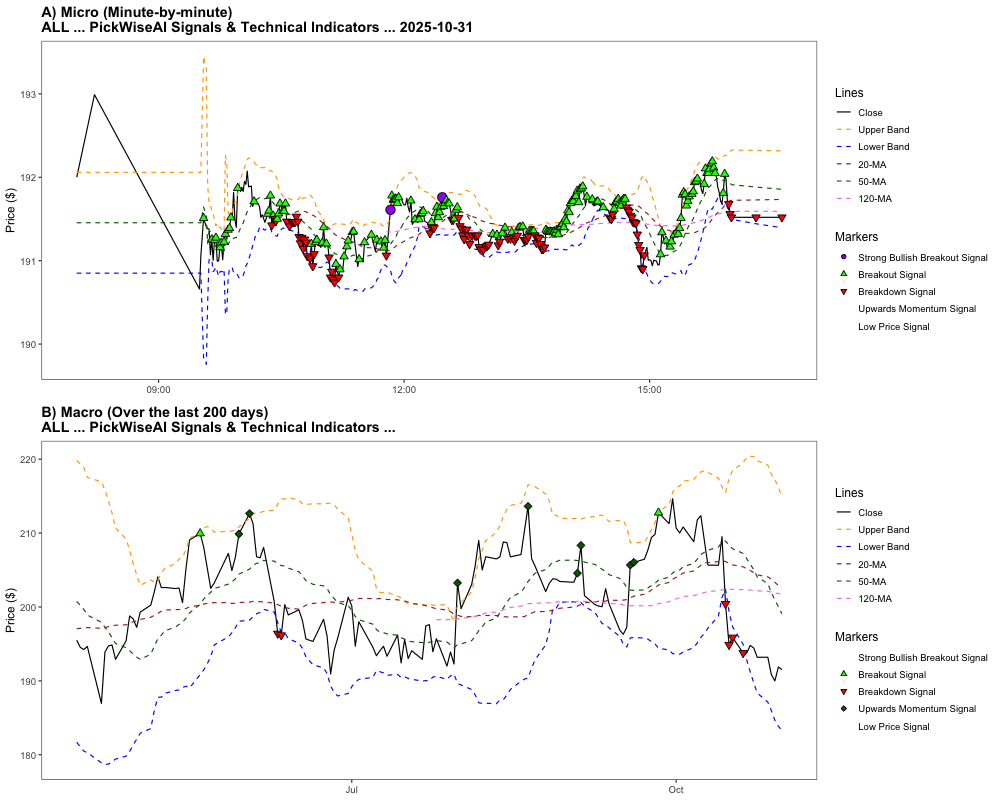 A) Micro (Minute-by-minute)
ALL ... PickWiseAI Signals & Technical Indicators ... 2025-10-31
Price ($)
193
192
191
190
09:00
12:00
15:00
Lines
Close
Upper Band
Lower Band
20-MA
50-MA
120-MA
Markers
Strong Bullish Breakout Signal
Breakout Signal
Breakdown Signal
Upwards Momentum Signal
Low Price Signal
B) Macro (Over the last 200 days)
ALL ... PickWiseAI Signals & Technical Indicators ...
Price ($)
220
210
200
190
180
Jul
Oct
Lines
Close
Upper Band
Lower Band
20-MA
50-MA
120-MA
Markers
Strong Bullish Breakout Signal
Breakout Signal
Breakdown Signal
Upwards Momentum Signal
Low Price Signal